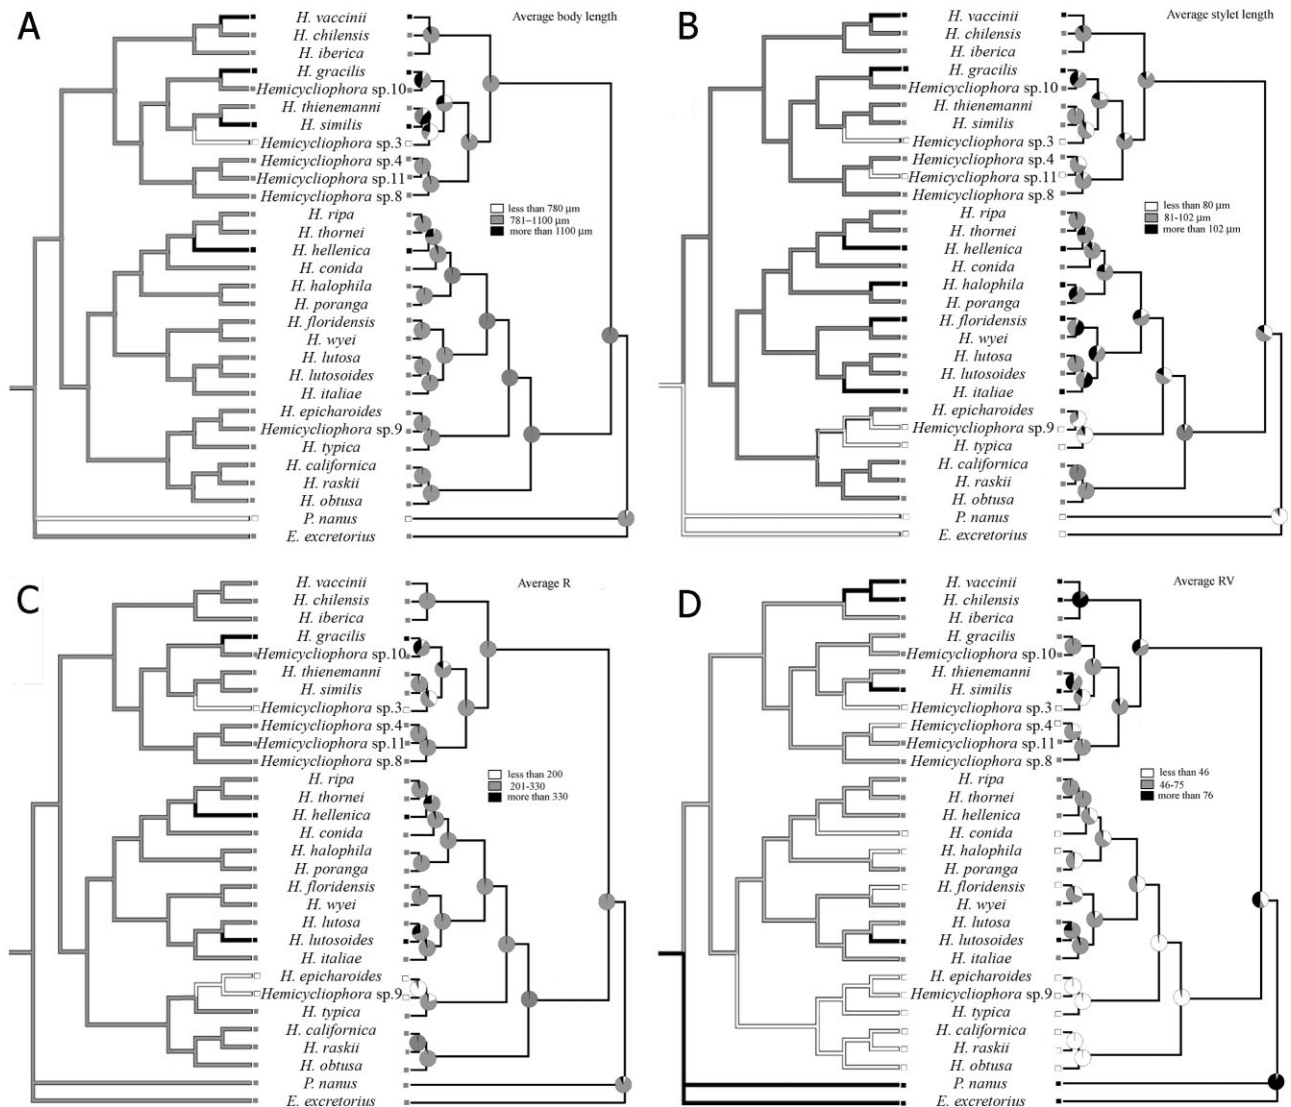 A
Average body length
H. vaccinii
H. chilensis
H. iberica
H. gracilis
Hemicycliophora sp.10
H. thienemanni
H. similis
Hemicycliophora sp.3
Hemicycliophora sp.4
Hemicycliophora sp.11
Hemicycliophora sp.8
H. ripa
H. thornei
H. hellenica
H. conida
H. halophila
H. poranga
H. floridensis
H. wyei
H. lutosa
H. lutosoides
H. italiae
H. epicharoides
Hemicycliophora sp.9
H. typica
H. californica
H. raskii
H. obtusa
P. nanus
E. excretorius
less than 780 µm
781–1100 µm
more than 1100 µm
B
Average stylet length
H. vaccinii
H. chilensis
H. iberica
H. gracilis
Hemicycliophora sp.10
H. thienemanni
H. similis
Hemicycliophora sp.3
Hemicycliophora sp.4
Hemicycliophora sp.11
Hemicycliophora sp.8
H. ripa
H. thornei
H. hellenica
H. conida
H. halophila
H. poranga
H. floridensis
H. wyei
H. lutosa
H. lutosoides
H. italiae
H. epicharoides
Hemicycliophora sp.9
H. typica
H. californica
H. raskii
H. obtusa
P. nanus
E. excretorius
less than 80 µm
81-102 µm
more than 102 µm
C
Average R
H. vaccinii
H. chilensis
H. iberica
H. gracilis
Hemicycliophora sp.10
H. thienemanni
H. similis
Hemicycliophora sp.3
Hemicycliophora sp.4
Hemicycliophora sp.11
Hemicycliophora sp.8
H. ripa
H. thornei
H. hellenica
H. conida
H. halophila
H. poranga
H. floridensis
H. wyei
H. lutosa
H. lutosoides
H. italiae
H. epicharoides
Hemicycliophora sp.9
H. typica
H. californica
H. raskii
H. obtusa
P. nanus
E. excretorius
less than 200
201-330
more than 330
D
Average RV
H. vaccinii
H. chilensis
H. iberica
H. gracilis
Hemicycliophora sp.10
H. thienemanni
H. similis
Hemicycliophora sp.3
Hemicycliophora sp.4
Hemicycliophora sp.11
Hemicycliophora sp.8
H. ripa
H. thornei
H. hellenica
H. conida
H. halophila
H. poranga
H. floridensis
H. wyei
H. lutosa
H. lutosoides
H. italiae
H. epicharoides
Hemicycliophora sp.9
H. typica
H. californica
H. raskii
H. obtusa
P. nanus
E. excretorius
less than 46
46-75
more than 76